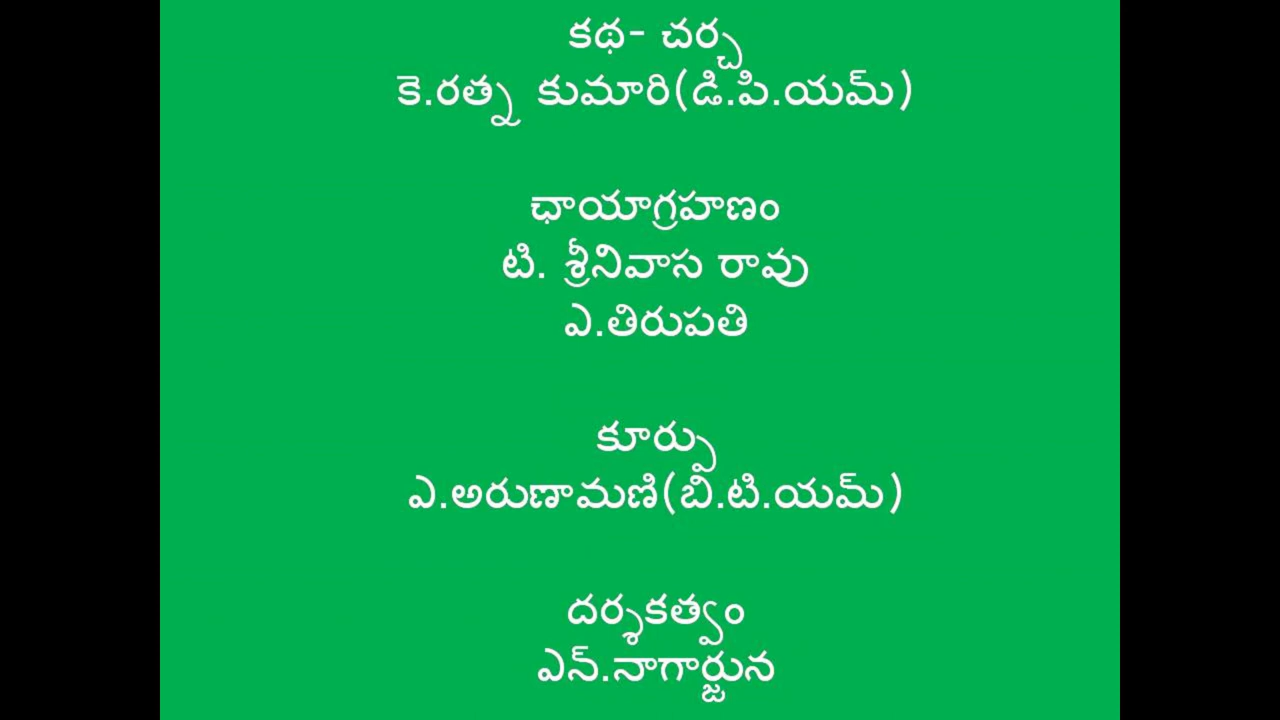 కథ- చర్చ
కె.రత్న కుమారి(డి.పి.యమ్)
ఛాయాగ్రహణం
టి. శ్రీనివాస రావు
ఎ.తిరుపతి
కూర్పు
ఎ.అరుణామణి(బి.టి.యమ్)
దర్శకత్వం
ఎన్.నాగార్జున